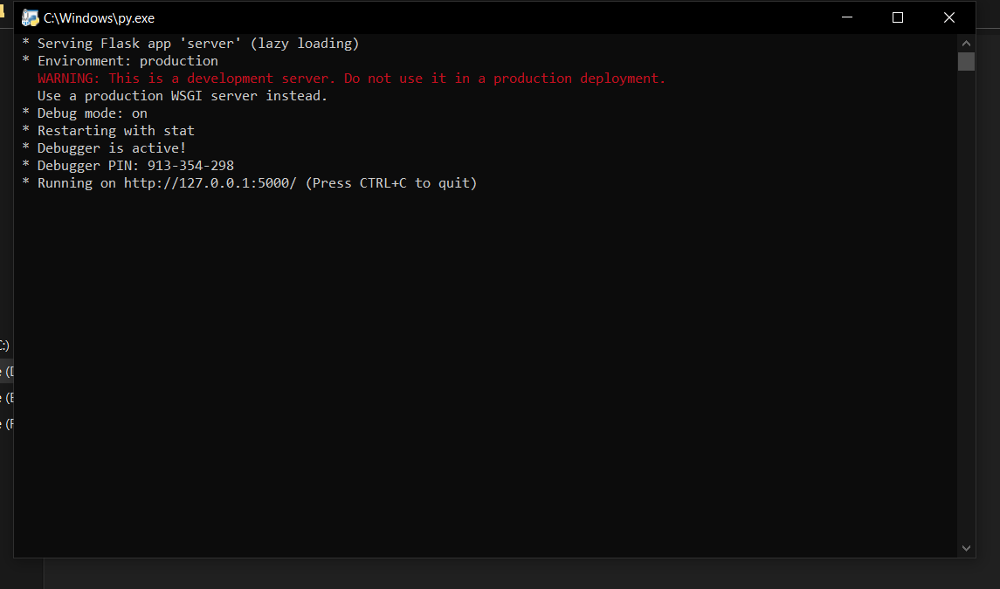 C:\Windows\py.exe
* Serving Flask app 'server' (lazy loading)
* Environment: production
WARNING: This is a development server. Do not use it in a production deployment.
Use a production WSGI server instead.
* Debug mode: on
* Restarting with stat
* Debugger is active!
* Debugger PIN: 913-354-298
* Running on http://127.0.0.1:5000/ (Press CTRL+C to quit)
:)
e (
e (
e (